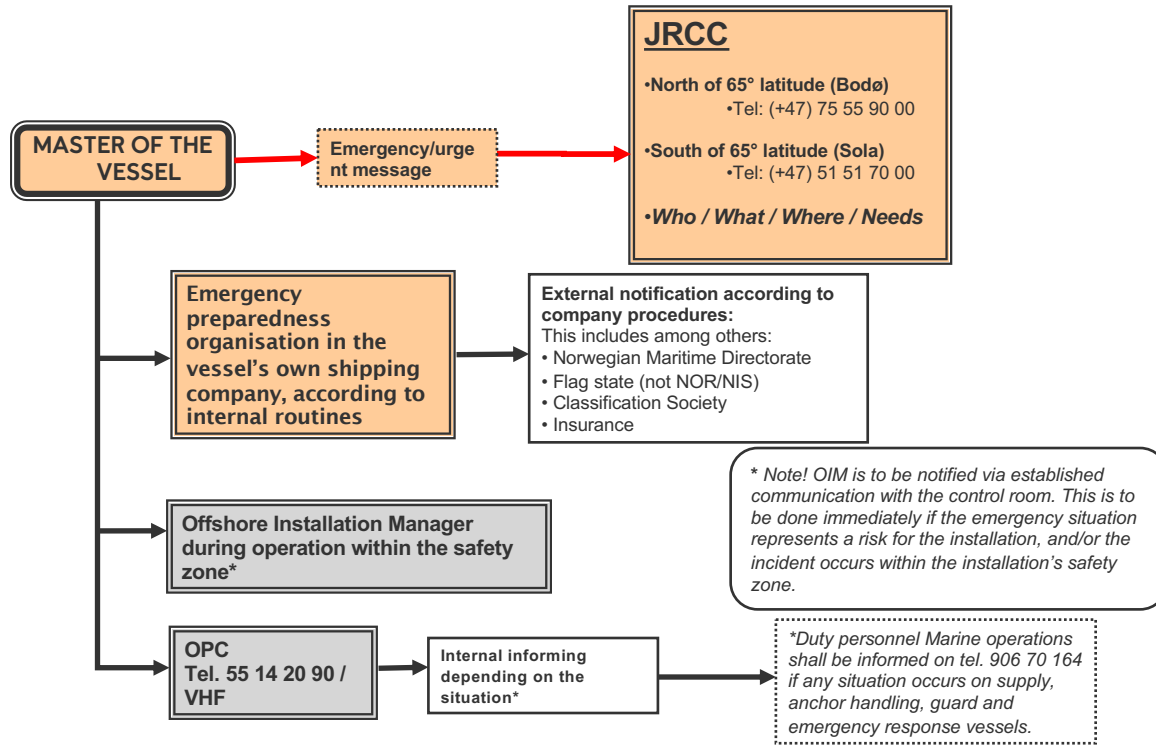 JRCC
•North of 65° latitude (Bodø)
•Tel: (+47) 75 55 90 00
•South of 65° latitude (Sola)
•Tel: (+47) 51 51 70 00
•Who / What / Where / Needs
MASTER OF THE
VESSEL
Emergency/urge
nt message
Emergency
preparedness
organisation in the
vessel's own shipping
company, according to
internal routines
External notification according to
company procedures:
This includes among others:
• Norwegian Maritime Directorate
• Flag state (not NOR/NIS)
• Classification Society
• Insurance
* Note! OIM is to be notified via established
communication with the control room. This is to
be done immediately if the emergency situation
represents a risk for the installation, and/or the
incident occurs within the installation's safety
zone.
Offshore Installation Manager
during operation within the safety
zone*
OPC
Tel. 55 14 20 90 /
VHF
Internal informing
depending on the
situation*
*Duty personnel Marine operations
shall be informed on tel. 906 70 164
if any situation occurs on supply,
anchor handling, guard and
emergency response vessels.